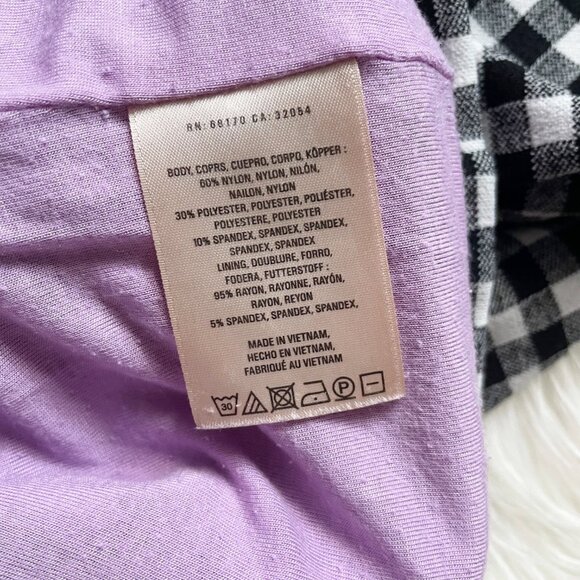 RN: 68170 CA: 32054
BODY, COPRS, CUEPRO, CORPO, KÖPPER :
60% NYLON, NYLON, NILÓN,
NAILON, NYLON
30% POLYESTER, POLYESTER, POLIÉSTER,
POLYESTERE, POLYESTER
10% SPANDEX, SPANDEX, SPANDEX,
SPANDEX, SPANDEX
LINING, DOUBLURE, FORRO,
FODERA, FUTTERSTOFF :
95% RAYON, RAYONNE, RAYÓN,
RAYON, REYON
5% SPANDEX, SPANDEX, SPANDEX,
MADE IN VIETNAM,
HECHO EN VIETNAM,
FABRIQUÉ AU VIETNAM
30 P